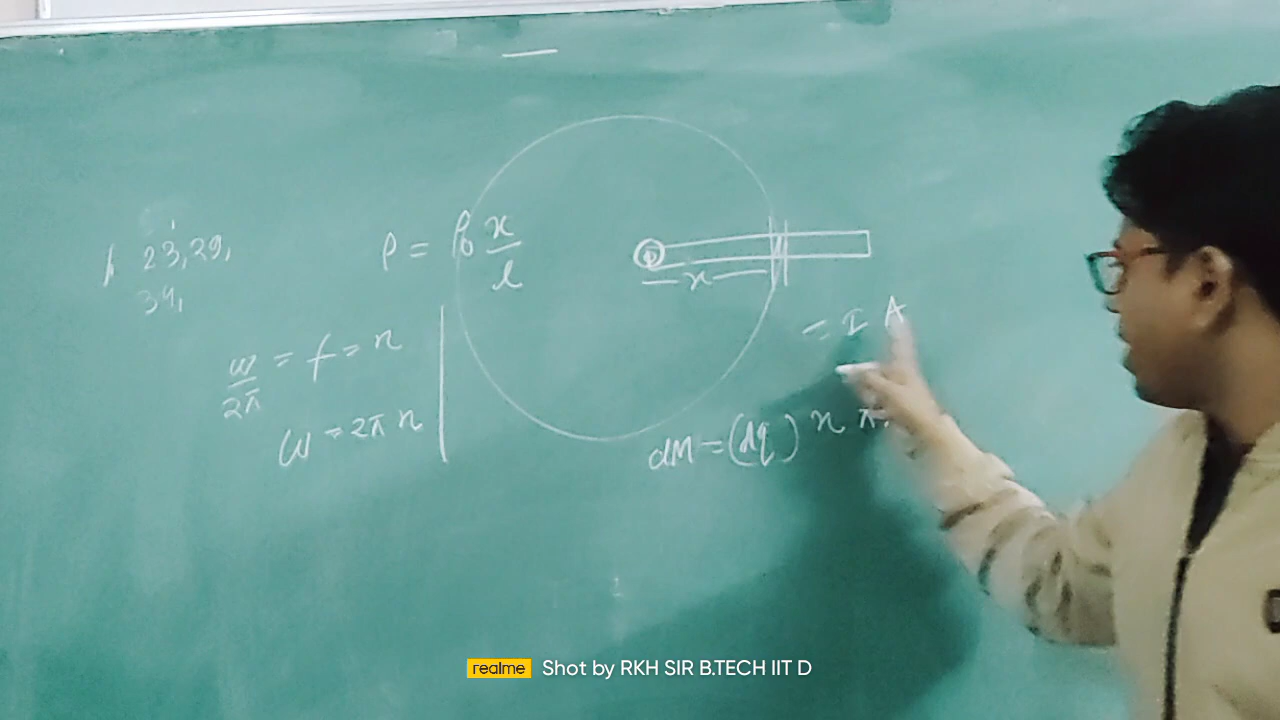 23, 29,
34,
ρ = ρ₀ x/l
x
ω/2π = f = n
ω = 2π n
= I A
dM = (dq) n π
realme Shot by RKH SIR B.TECH IIT D